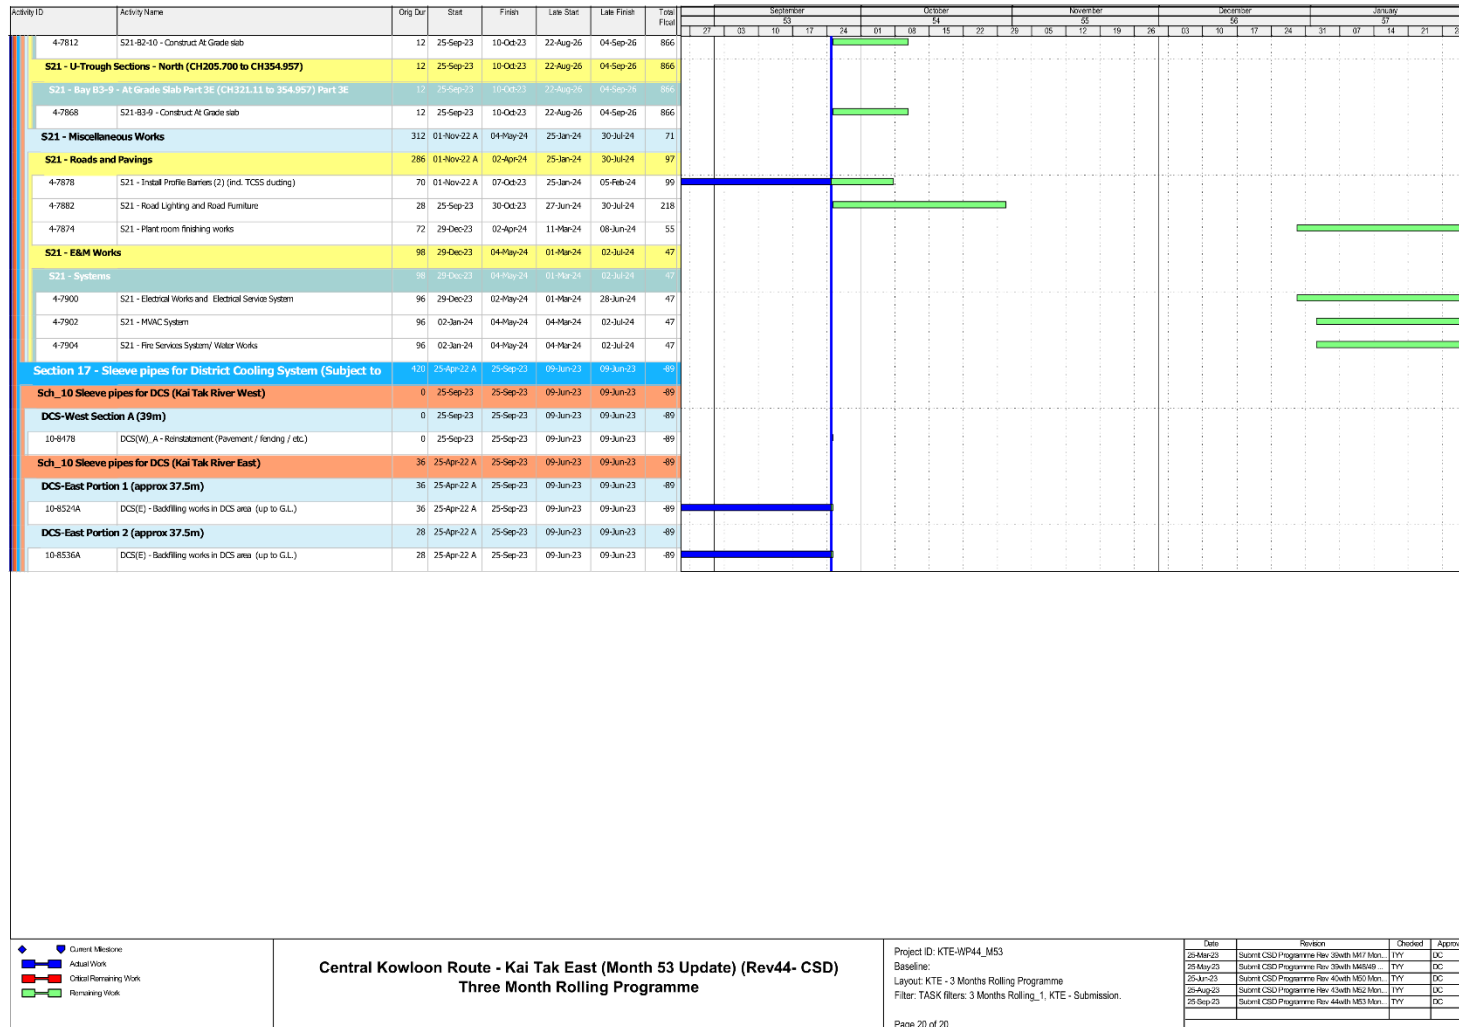 Activity ID Activity Name Orig Dur Start Finish Late Start Late Finish Total Float September October November December January
53 54 55 56 57
27 03 10 17 24 01 08 15 22 29 05 12 19 26 03 10 17 24 31 07 14 21 28
4-7812 S21-B2-10 - Construct At Grade slab 12 25-Sep-23 10-Oct-23 22-Aug-26 04-Sep-26 866
S21 - U-Trough Sections - North (CH205.700 to CH354.957) 12 25-Sep-23 10-Oct-23 22-Aug-26 04-Sep-26 866
S21 - Bay B3-9 - At Grade Slab Part 3E (CH321.11 to 354.957) Part 3E 12 25-Sep-23 10-Oct-23 22-Aug-26 04-Sep-26 866
4-7868 S21-B3-9 - Construct At Grade slab 12 25-Sep-23 10-Oct-23 22-Aug-26 04-Sep-26 866
S21 - Miscellaneous Works 312 01-Nov-22 A 04-May-24 25-Jan-24 30-Jul-24 71
S21 - Roads and Pavings 286 01-Nov-22 A 02-Apr-24 25-Jan-24 30-Jul-24 97
4-7878 S21 - Install Profile Barriers (2) (incl. TCSS ducting) 70 01-Nov-22 A 07-Oct-23 25-Jan-24 05-Feb-24 99
4-7882 S21 - Road Lighting and Road Furniture 28 25-Sep-23 30-Oct-23 27-Jun-24 30-Jul-24 218
4-7874 S21 - Plant room finishing works 72 29-Dec-23 02-Apr-24 11-Mar-24 08-Jun-24 55
S21 - E&M Works 98 29-Dec-23 04-May-24 01-Mar-24 02-Jul-24 47
S21 - Systems 98 29-Dec-23 04-May-24 01-Mar-24 02-Jul-24 47
4-7900 S21 - Electrical Works and Electrical Service System 96 29-Dec-23 02-May-24 01-Mar-24 28-Jun-24 47
4-7902 S21 - MVAC System 96 02-Jan-24 04-May-24 04-Mar-24 02-Jul-24 47
4-7904 S21 - Fire Services System/ Water Works 96 02-Jan-24 04-May-24 04-Mar-24 02-Jul-24 47
Section 17 - Sleeve pipes for District Cooling System (Subject to 420 25-Apr-22 A 25-Sep-23 09-Jun-23 09-Jun-23 -89
Sch_10 Sleeve pipes for DCS (Kai Tak River West) 0 25-Sep-23 25-Sep-23 09-Jun-23 09-Jun-23 -89
DCS-West Section A (39m) 0 25-Sep-23 25-Sep-23 09-Jun-23 09-Jun-23 -89
10-8478 DCS(W)_A - Reinstatement (Pavement / fencing / etc.) 0 25-Sep-23 25-Sep-23 09-Jun-23 09-Jun-23 -89
Sch_10 Sleeve pipes for DCS (Kai Tak River East) 36 25-Apr-22 A 25-Sep-23 09-Jun-23 09-Jun-23 -89
DCS-East Portion 1 (approx 37.5m) 36 25-Apr-22 A 25-Sep-23 09-Jun-23 09-Jun-23 -89
10-8524A DCS(E) - Backfilling works in DCS area (up to G.L.) 36 25-Apr-22 A 25-Sep-23 09-Jun-23 09-Jun-23 -89
DCS-East Portion 2 (approx 37.5m) 28 25-Apr-22 A 25-Sep-23 09-Jun-23 09-Jun-23 -89
10-8536A DCS(E) - Backfilling works in DCS area (up to G.L.) 28 25-Apr-22 A 25-Sep-23 09-Jun-23 09-Jun-23 -89
Current Milestone
Actual Work
Critical Remaining Work
Remaining Work
Central Kowloon Route - Kai Tak East (Month 53 Update) (Rev44- CSD)
Three Month Rolling Programme
Project ID: KTE-WP44_M53
Baseline:
Layout: KTE - 3 Months Rolling Programme
Filter: TASK filters: 3 Months Rolling_1, KTE - Submission.
Page 20 of 20
Date Revision Checked Approv
25-Mar-23 Submit CSD Programme Rev 39with M47 Mon... TYY DC
25-May-23 Submit CSD Programme Rev 39with M48/49 ... TYY DC
25-Jun-23 Submit CSD Programme Rev 40with M50 Mon... TYY DC
25-Aug-23 Submit CSD Programme Rev 43with M52 Mon... TYY DC
25-Sep-23 Submit CSD Programme Rev 44with M53 Mon... TYY DC